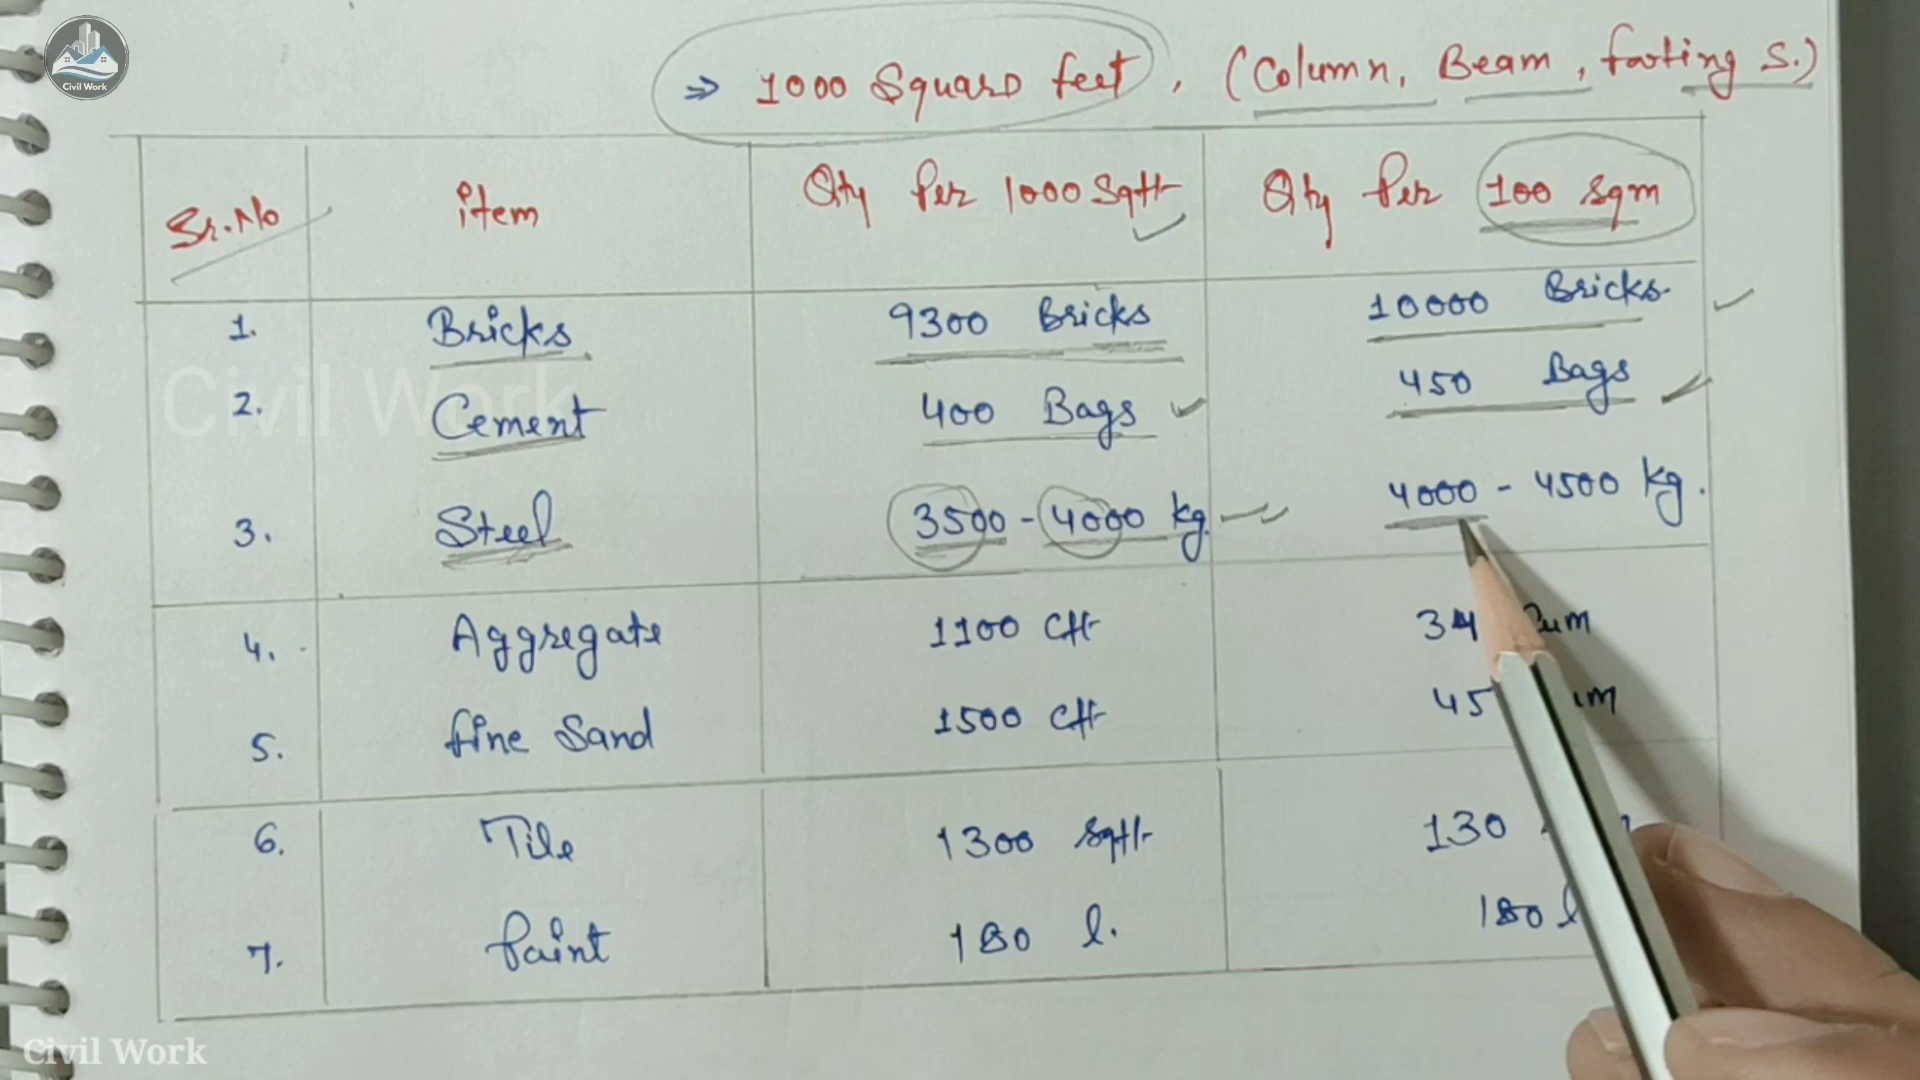 Civil Work
⇒ 1000 Square feet, (Column, Beam, footing S.)
Sr.No item Qty Per 1000 Sqft Qty Per 100 sqm
1. Bricks 9300 Bricks 10000 Bricks.
2. Cement 400 Bags 450 Bags
3. Steel 3500 - 4000 kg. 4000 - 4500 kg.
4. Aggregate 1100 Cft 34
5. fine Sand 1500 Cft 45
6. Tile 1300 sqft 130
7. Paint 180 l. 180 l
Civil Work
Civil Work